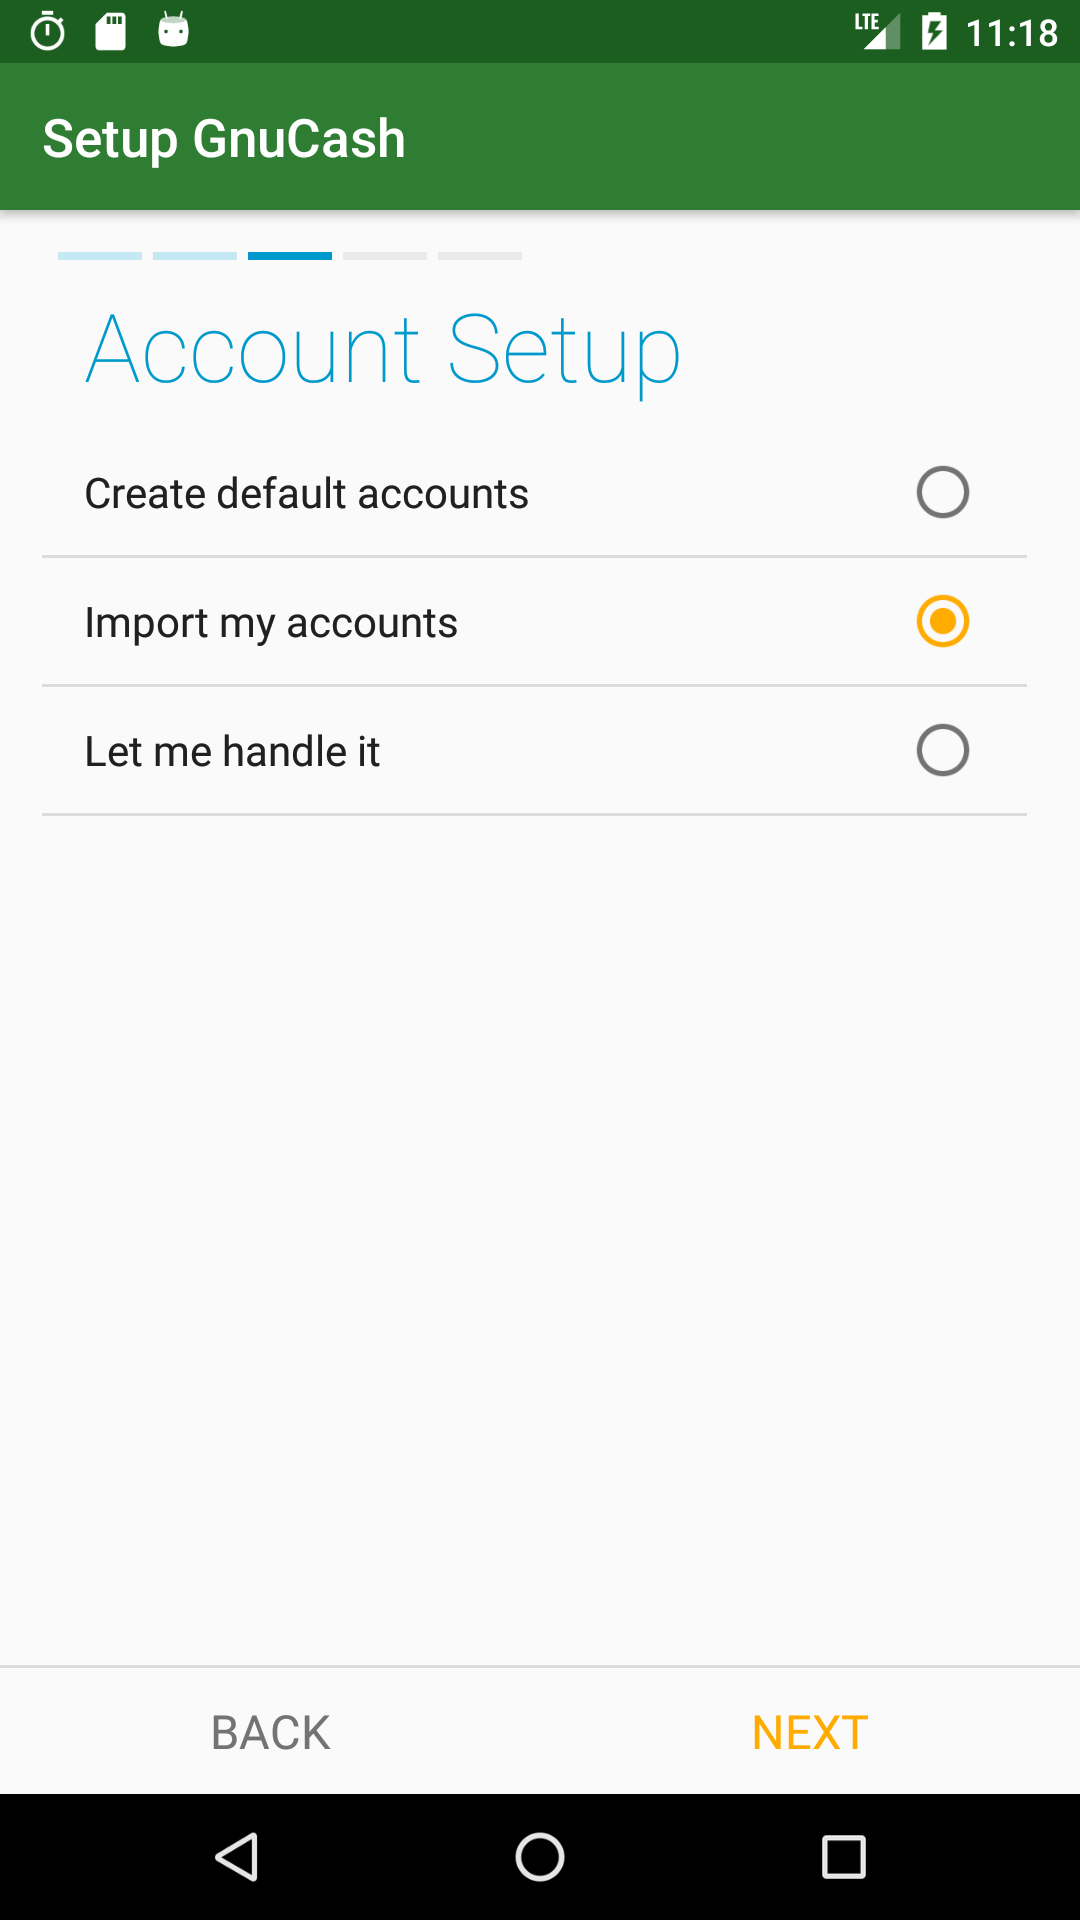 LTE 11:18
Setup GnuCash
Account Setup
Create default accounts
Import my accounts
Let me handle it
BACK NEXT